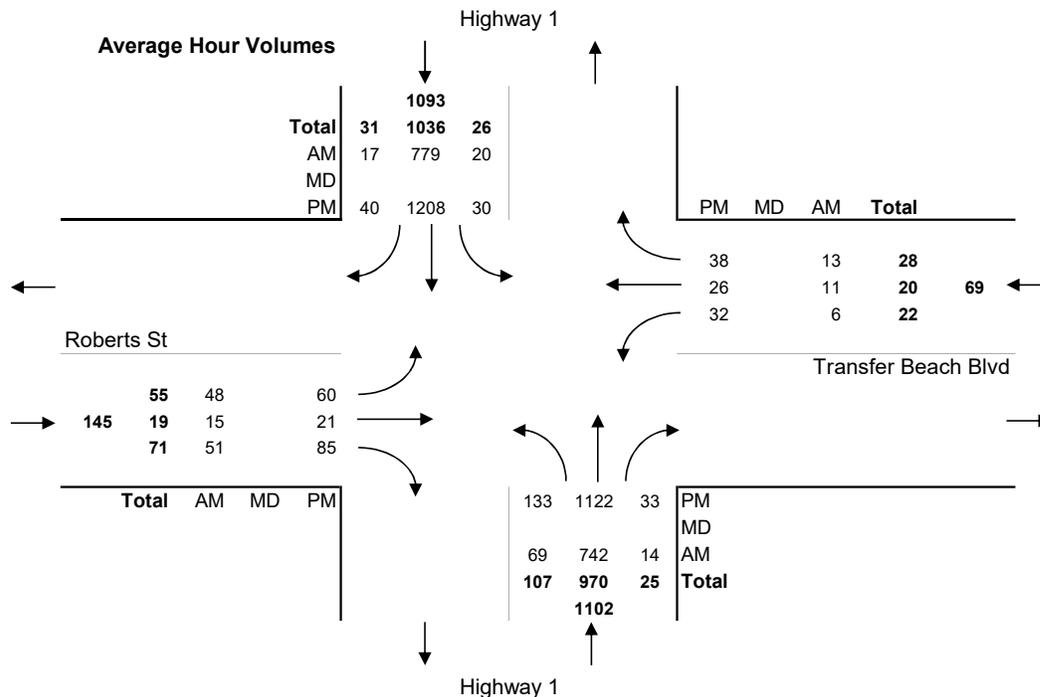 Highway 1
Average Hour Volumes
1093
Total 31 1036 26
AM 17 779 20
MD
PM 40 1208 30
PM MD AM Total
38 13 28
26 11 20 69
32 6 22
Roberts St
Transfer Beach Blvd
55 48 60
145 19 15 21
71 51 85
Total AM MD PM
133 1122 33 PM
MD
69 742 14 AM
107 970 25 Total
1102
Highway 1